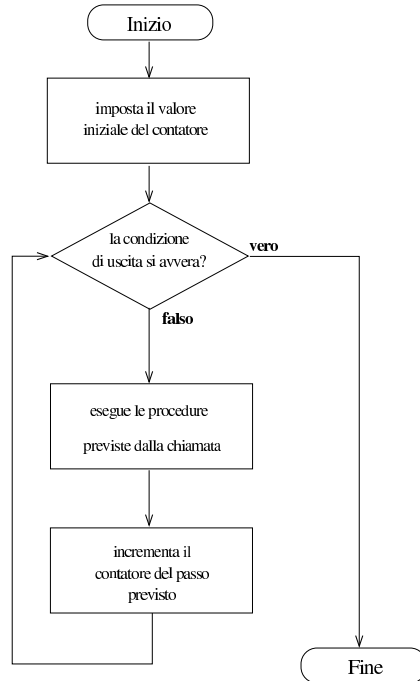 Inizio
imposta il valore
iniziale del contatore
la condizione
di uscita si avvera?
vero
falso
esegue le procedure
previste dalla chiamata
incrementa il
contatore del passo
previsto
Fine